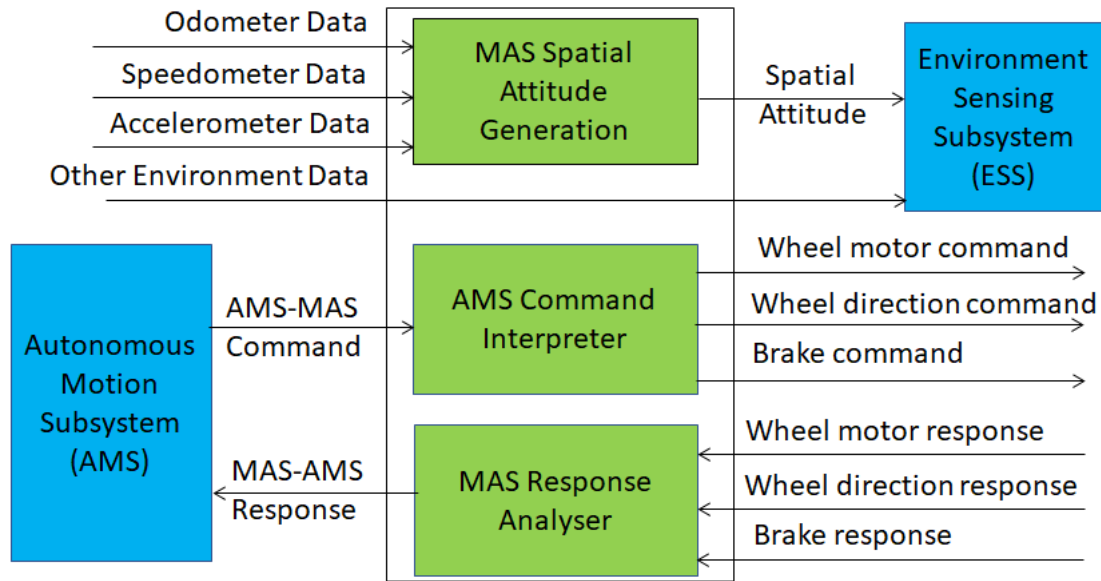 Odometer Data
Speedometer Data
Accelerometer Data
Other Environment Data
MAS Spatial
Attitude
Generation
Spatial
Attitude
Environment
Sensing
Subsystem
(ESS)
Autonomous
Motion
Subsystem
(AMS)
AMS-MAS
Command
AMS Command
Interpreter
Wheel motor command
Wheel direction command
Brake command
MAS-AMS
Response
MAS Response
Analyser
Wheel motor response
Wheel direction response
Brake response